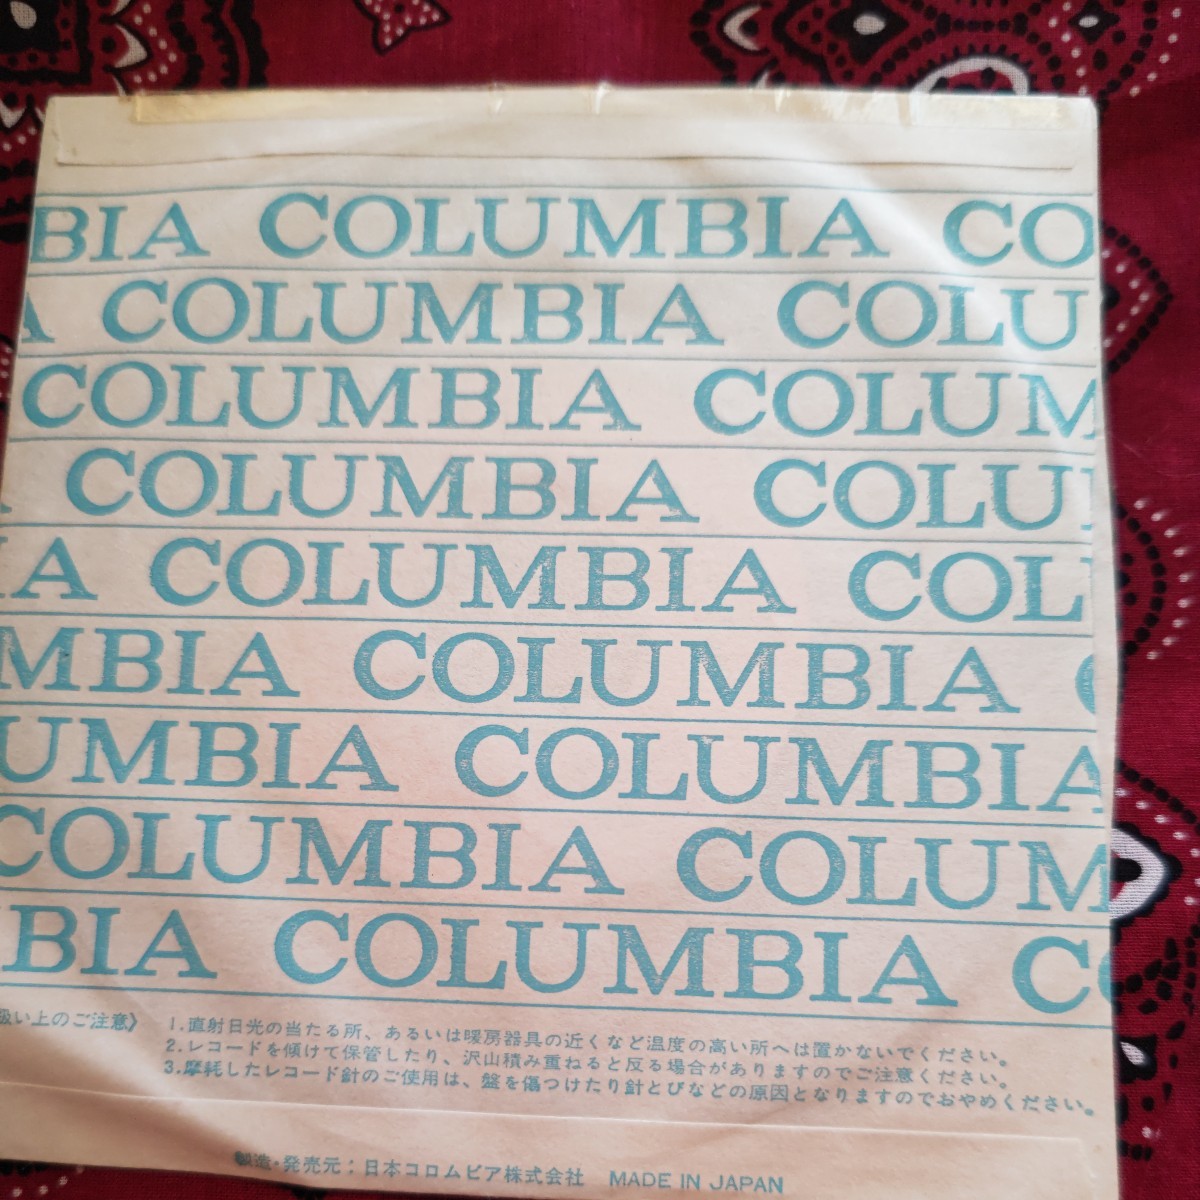 BIA COLUMBIA CO
A COLUMBIA COLU
COLUMBIA COLUM
COLUMBIA COLU
IA COLUMBIA COL
MBIA COLUMBIA C
UMBIA COLUMBIA
COLUMBIA COLUM
BIA COLUMBIA CO
扱い上のご注意》 1.直射日光の当たる所、あるいは暖房器具の近くなど温度の高い所へは置かないでください。
2.レコードを傾けて保管したり、沢山積み重ねると反る場合がありますのでご注意ください。
3.摩耗したレコード針のご使用は、盤を傷つけたり針とびなどの原因となりますのでおやめください。
製造・発売元：日本コロムビア株式会社 MADE IN JAPAN